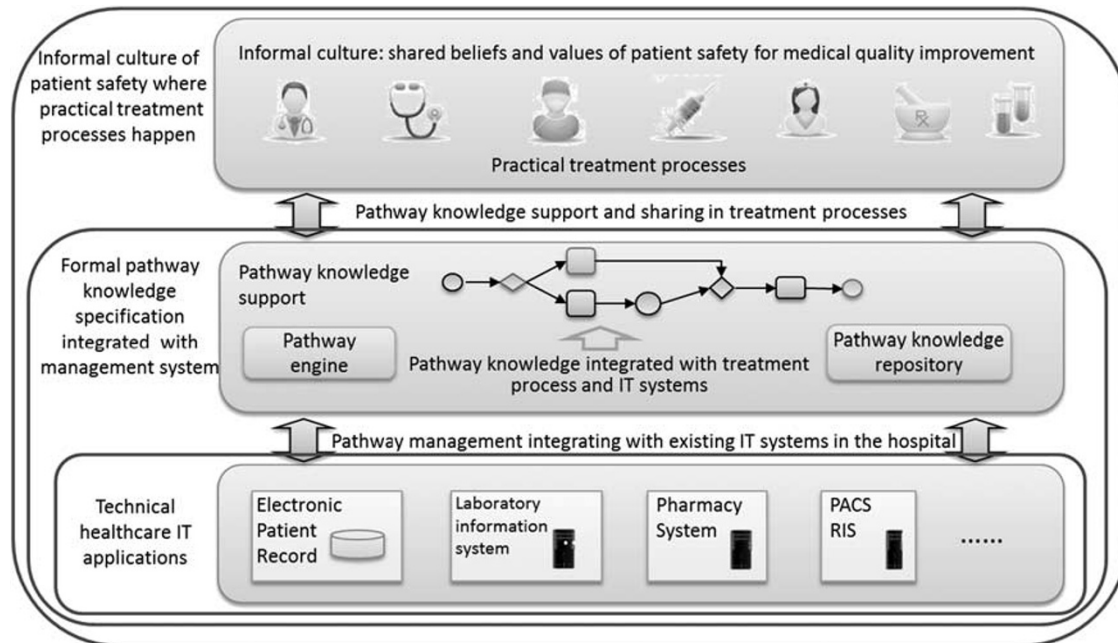 Informal culture of
patient safety where
practical treatment
processes happen
Informal culture: shared beliefs and values of patient safety for medical quality improvement
Rx
Practical treatment processes
Pathway knowledge support and sharing in treatment processes
Formal pathway
knowledge
specification
integrated with
management system
Pathway knowledge
support
Pathway
engine
Pathway knowledge integrated with treatment
process and IT systems
Pathway knowledge
repository
Pathway management integrating with existing IT systems in the hospital
Technical
healthcare IT
applications
Electronic
Patient
Record
Laboratory
information
system
Pharmacy
System
PACS
RIS
......